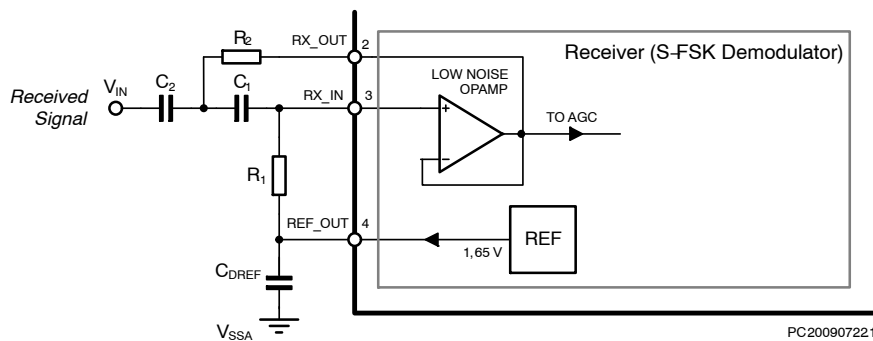 R2
RX_OUT
2
Receiver (S-FSK Demodulator)
Received
Signal
VIN
C2
C1
RX_IN
3
LOW NOISE
OPAMP
+
−
TO AGC
R1
REF_OUT
4
1,65 V
REF
CDREF
VSSA
PC20090722.1